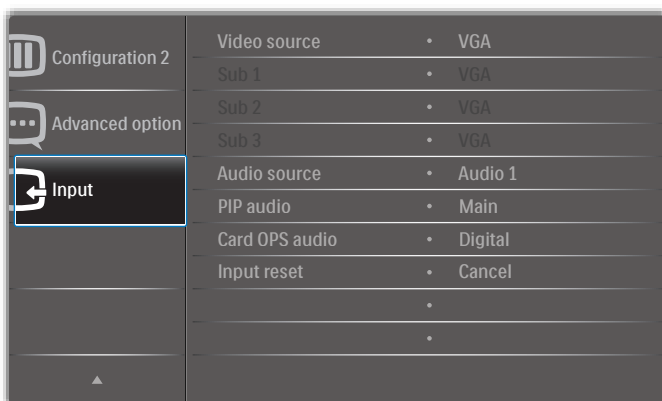 Configuration 2
Advanced option
Input
Video source • VGA
Sub 1 VGA
Sub 2 VGA
Sub 3 VGA
Audio source • Audio 1
PIP audio • Main
Card OPS audio • Digital
Input reset • Cancel